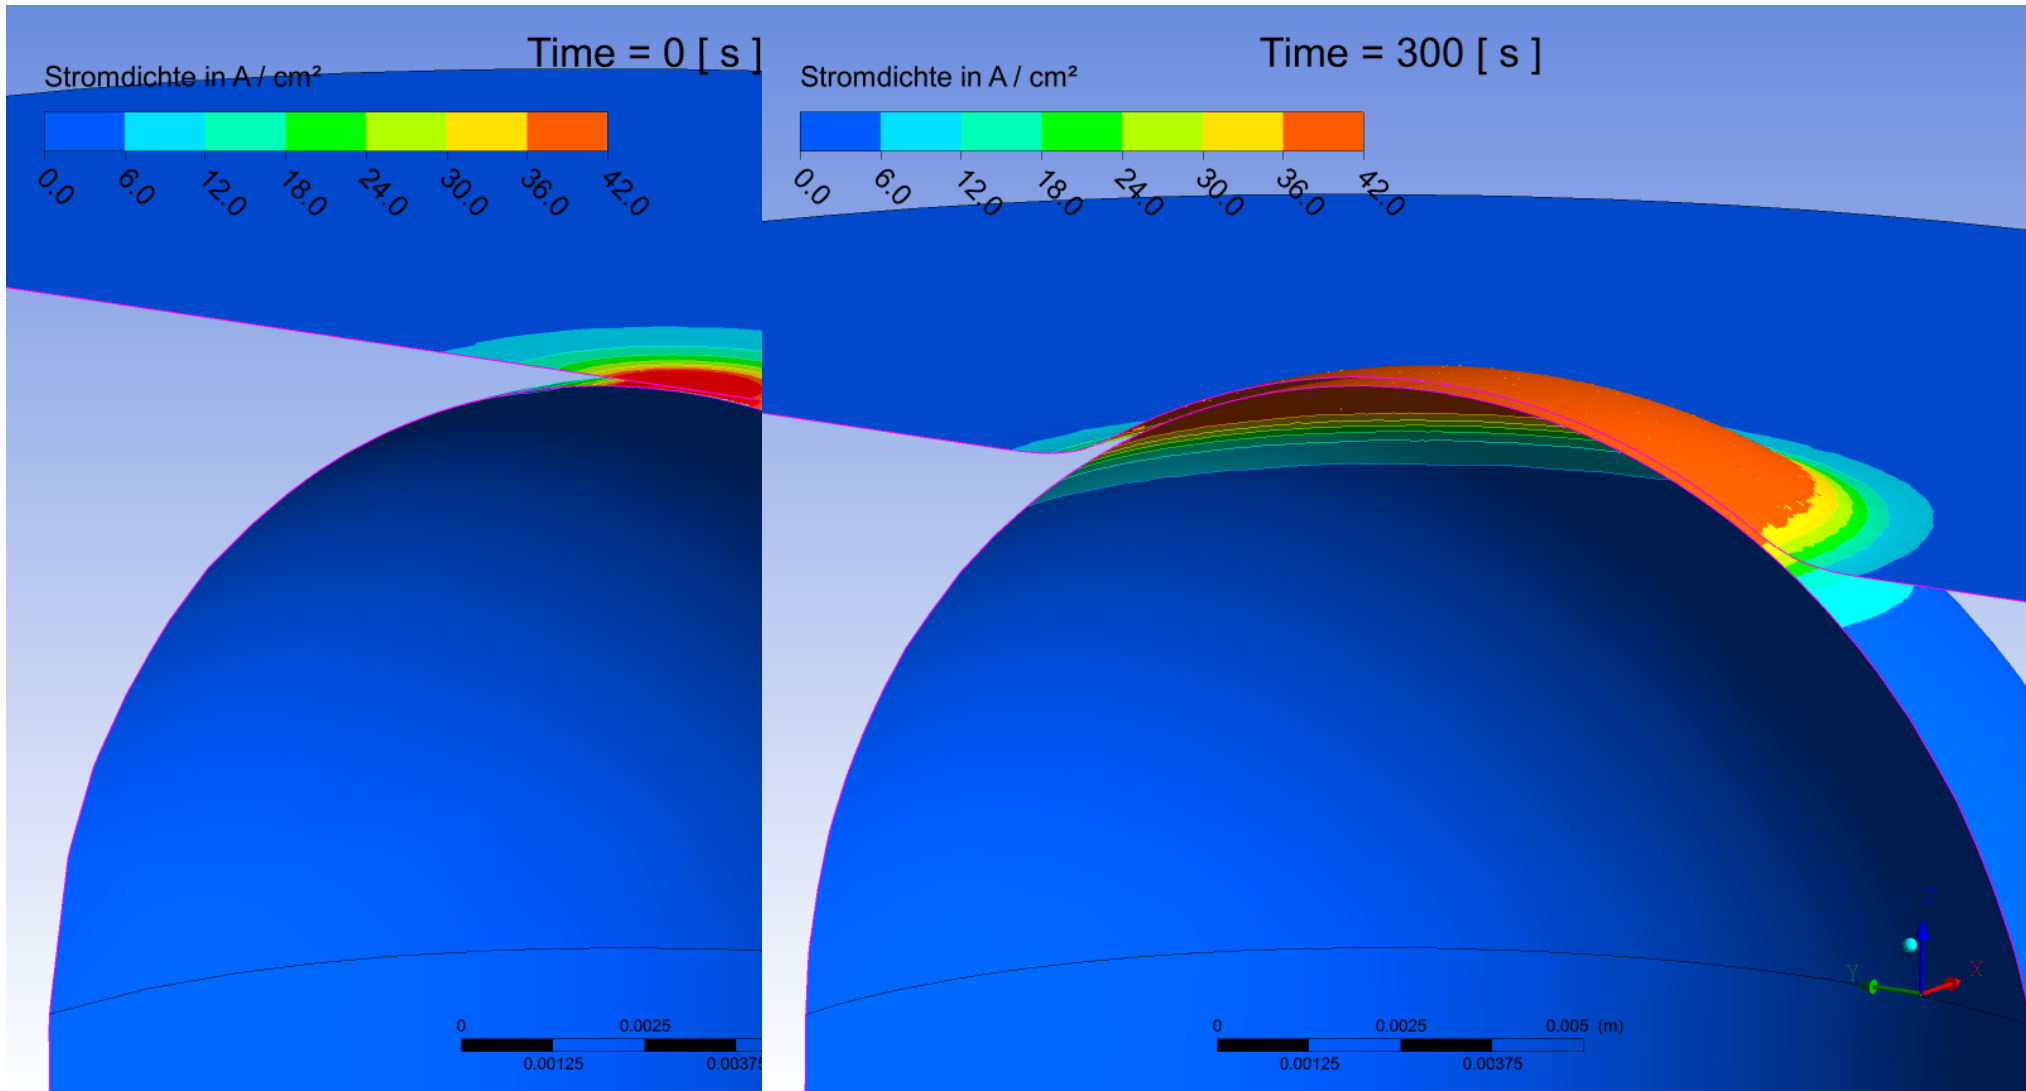 Time = 0 [ s ]
Stromdichte in A / cm²
0.0 6.0 12.0 18.0 24.0 30.0 36.0 42.0
0 0.0025
0.00125 0.00375
Time = 300 [ s ]
Stromdichte in A / cm²
0.0 6.0 12.0 18.0 24.0 30.0 36.0 42.0
Z
Y X
0 0.0025 0.005 (m)
0.00125 0.00375